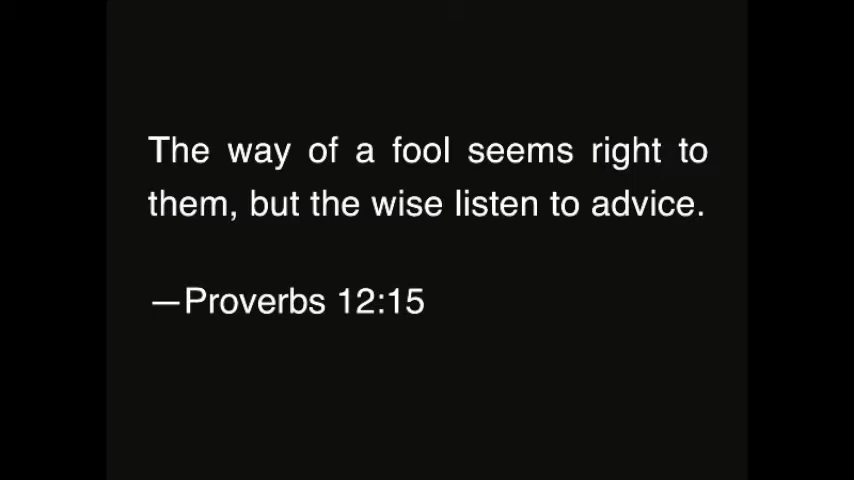 The way of a fool seems right to
them, but the wise listen to advice.
—Proverbs 12:15